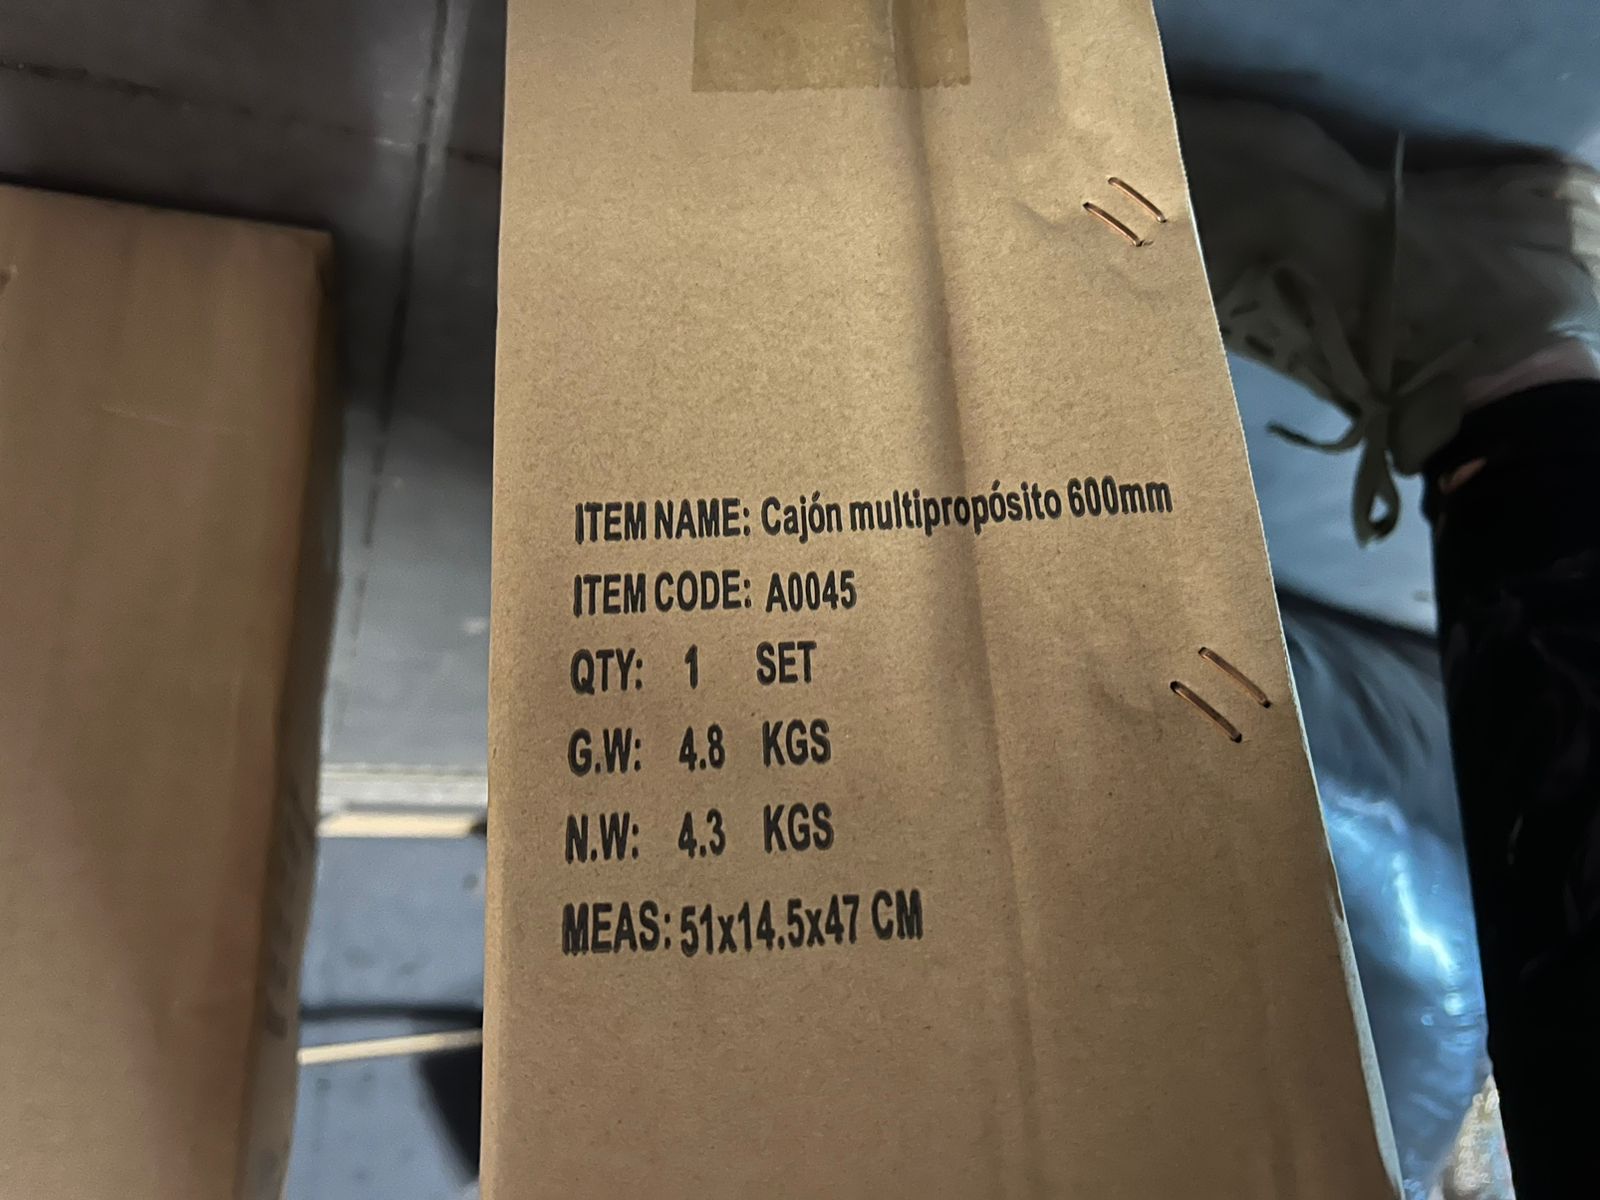 ITEM NAME: Cajón multipropósito 600mm
ITEM CODE: A0045
QTY: 1 SET
G.W: 4.8 KGS
N.W: 4.3 KGS
MEAS: 51x14.5x47 CM